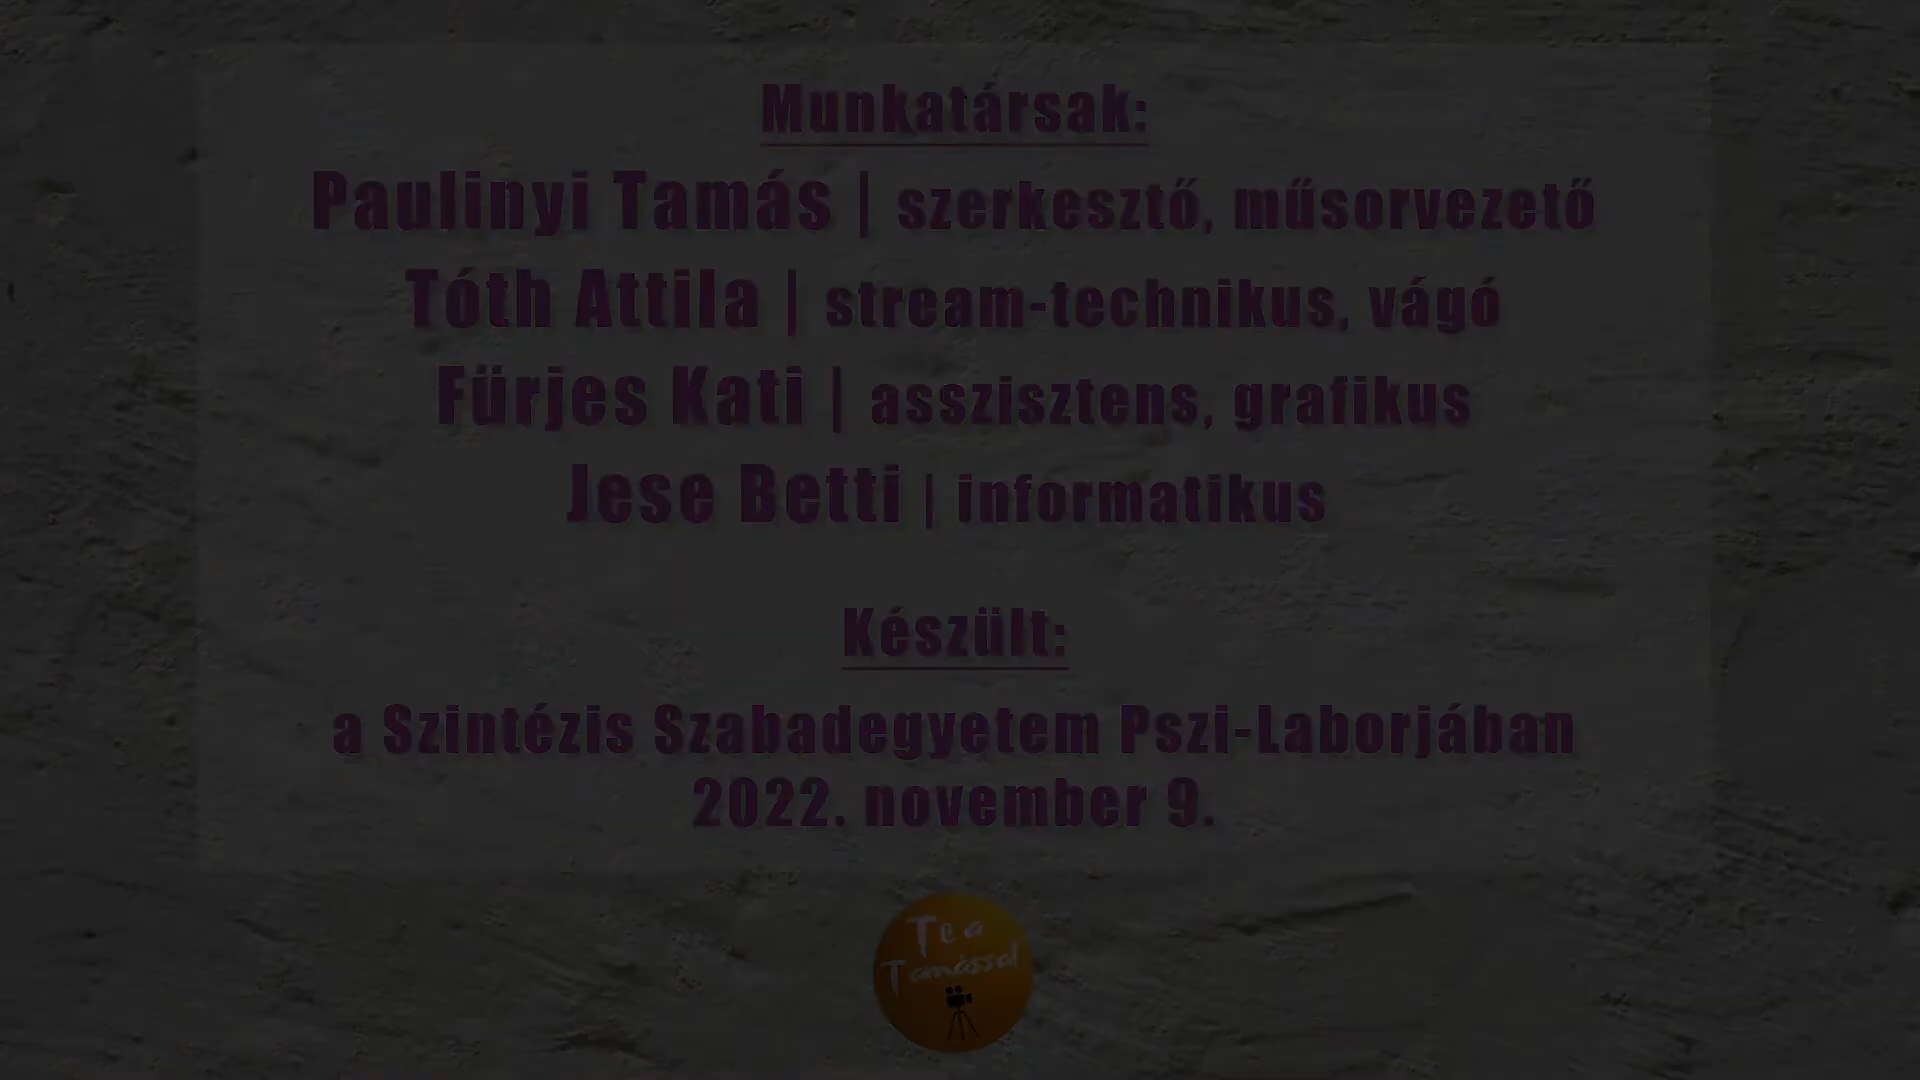 Munkatársak:
Paulinyi Tamás | szerkesztő, műsorvezető
Tóth Attila | stream-technikus, vágó
Fürjes Kati | asszisztens, grafikus
Jese Betti | informatikus
Készült:
a Szintézis Szabadegyetem Pszi-Laborjában
2022. november 9.
Tea
Tamással